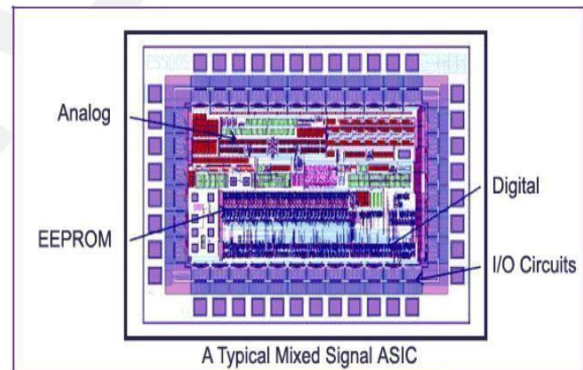 Analog
Digital
EEPROM
I/O Circuits
A Typical Mixed Signal ASIC